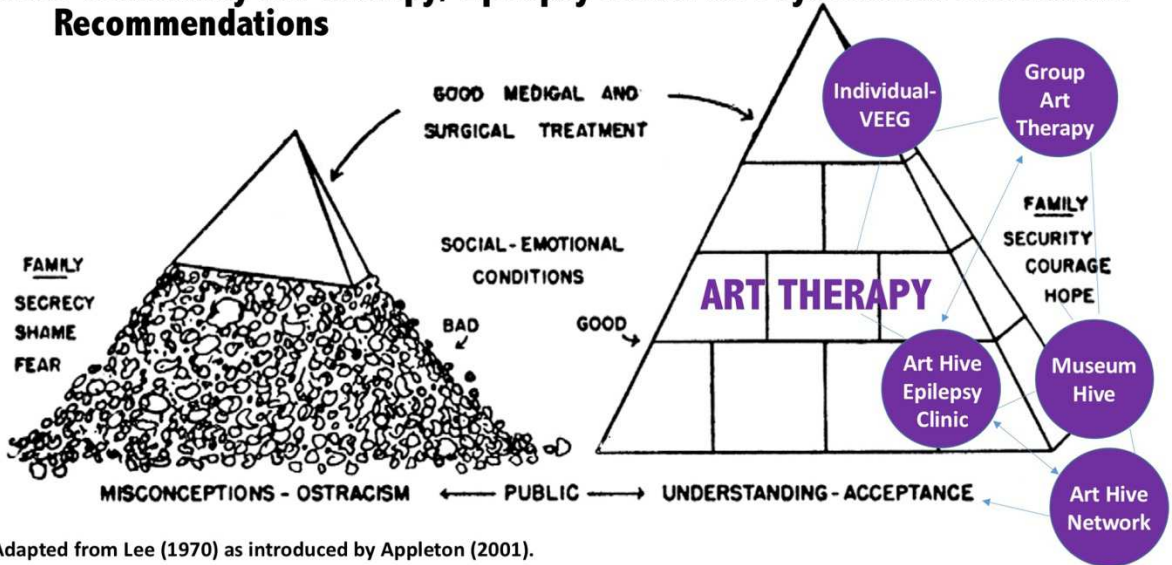 Recommendations
GOOD MEDICAL AND
SURGICAL TREATMENT
FAMILY
SECRECY
SHAME
FEAR
SOCIAL-EMOTIONAL
CONDITIONS
BAD
GOOD
ART THERAPY
Individual-
VEEG
Group
Art
Therapy
FAMILY
SECURITY
COURAGE
HOPE
Art Hive
Epilepsy
Clinic
Museum
Hive
Art Hive
Network
MISCONCEPTIONS - OSTRACISM ← PUBLIC → UNDERSTANDING - ACCEPTANCE
Adapted from Lee (1970) as introduced by Appleton (2001).